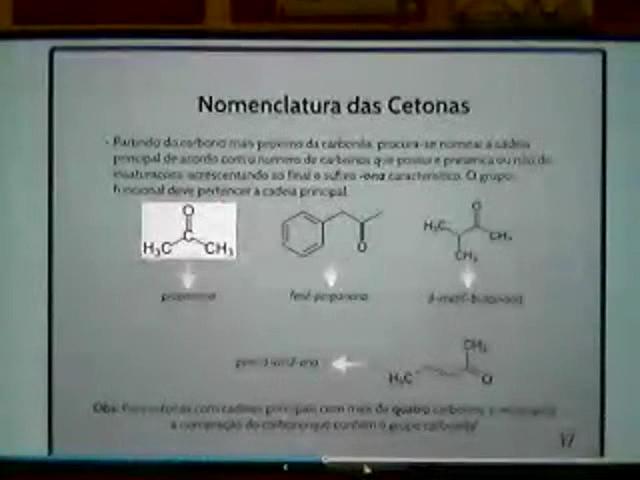 Nomenclatura das Cetonas
• Partindo do carbono mais próximo da carbonila, procura-se nomear a cadeia
principal de acordo com o número de carbonos que possui e presença ou não de
insaturações, acrescentando ao final o sufixo -ona característico. O grupo
funcional deve pertencer à cadeia principal.
O
H₃C C CH₃
O
H₃C O CH₃
CH₃
propanona fenil-propanona 3-metil-butanona
CH₃
H₃C O
Obs: Para cetonas com cadeias principais com mais de quatro carbonos, é necessária
a numeração do carbono que contém o grupo carbonila!
17